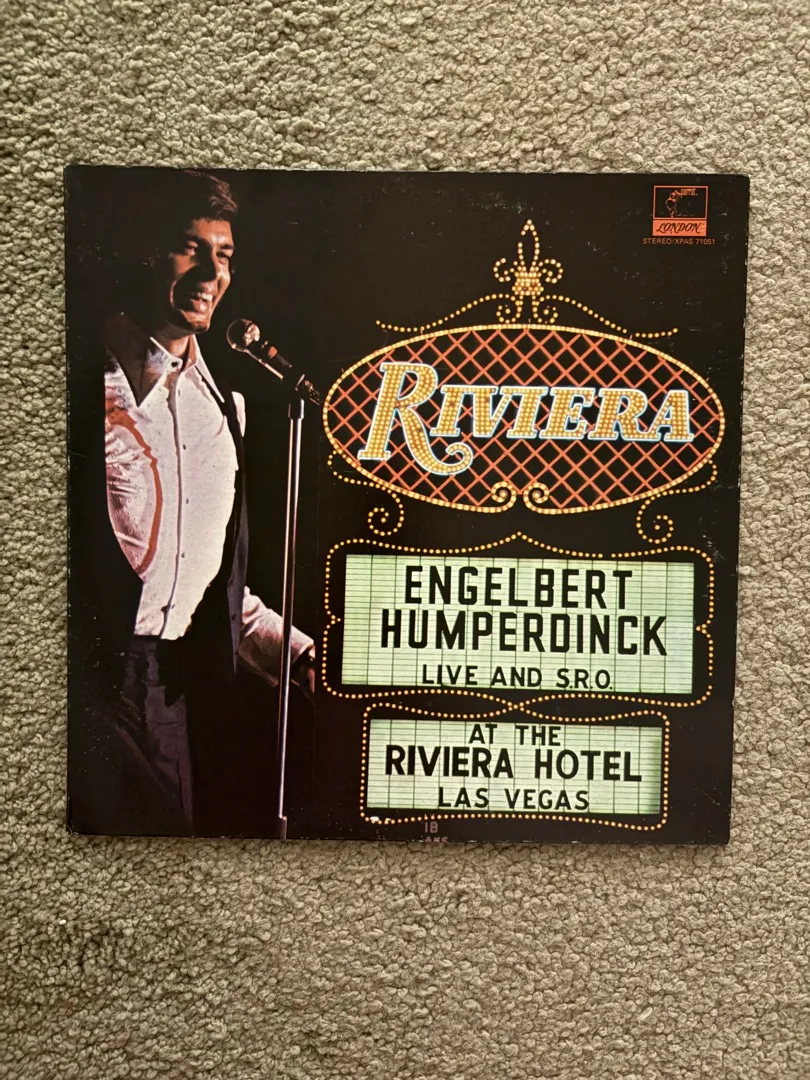 LONDON
STEREO/XPAS 71051
RIVIERA
ENGELBERT
HUMPERDINCK
LIVE AND S.R.O.
AT THE
RIVIERA HOTEL
LAS VEGAS